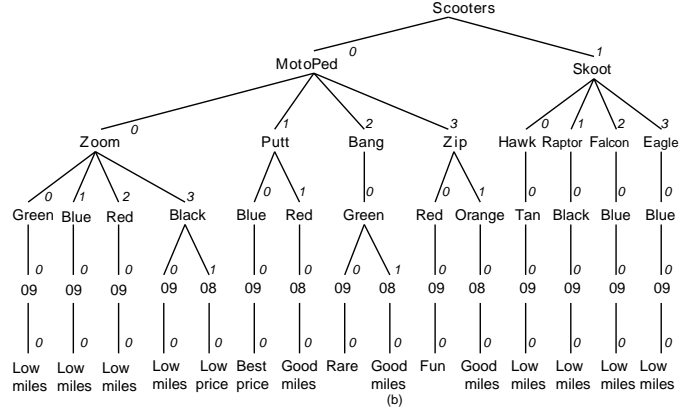 Scooters
0 1
MotoPed Skoot
0 1 2 3 0 1 2 3
Zoom Putt Bang Zip Hawk Raptor Falcon Eagle
0 1 2 3 0 1 0 0 1 0 0 0 0
Green Blue Red Black Blue Red Green Red Orange Tan Black Blue Blue
0 0 0 0 1 0 0 0 1 0 0 0 0 0 0
09 09 09 09 08 09 08 09 08 09 08 09 09 09 09
0 0 0 0 0 0 0 0 0 0 0 0 0 0 0
Low Low Low Low Low Best Good Rare Good Fun Good Low Low Low Low
miles miles miles miles price price miles miles miles miles miles miles miles
(b)